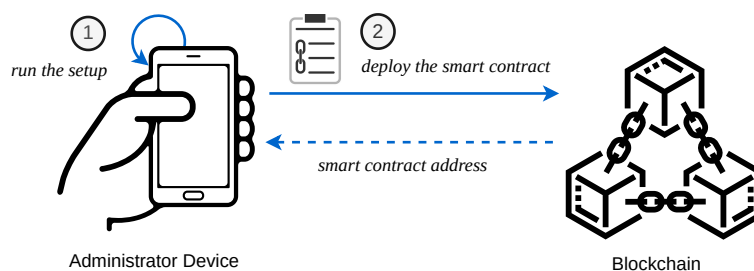 1
run the setup
2
deploy the smart contract
smart contract address
Administrator Device
Blockchain